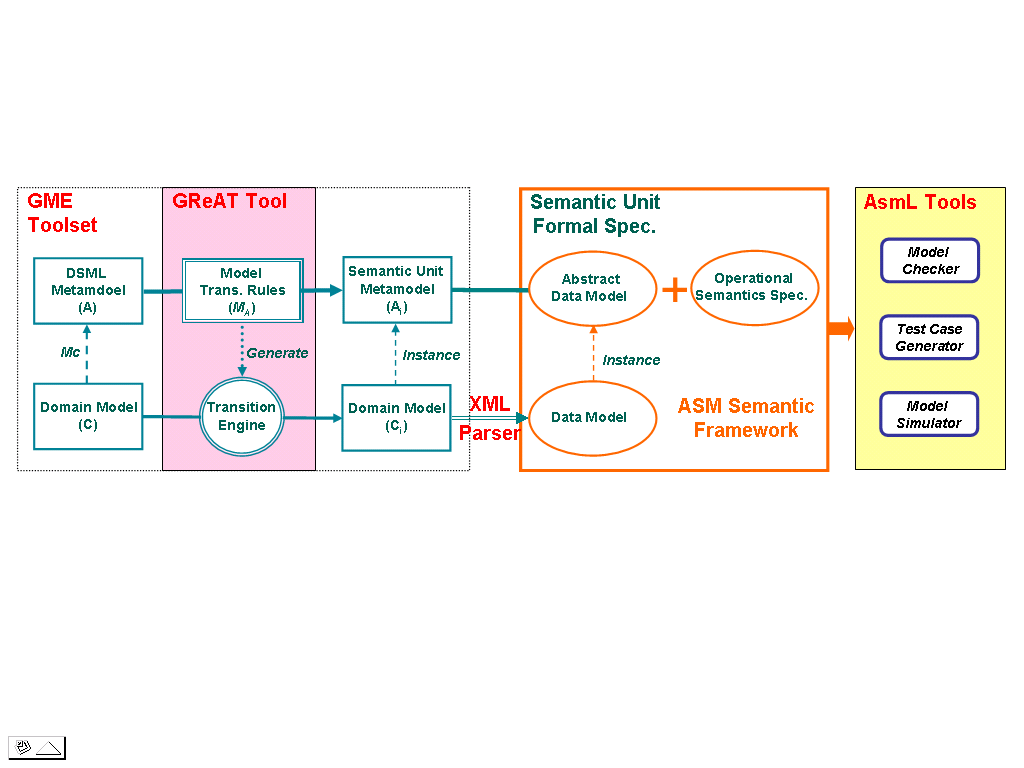 GME
Toolset
GReAT Tool
Semantic Unit
Formal Spec.
AsmL Tools
DSML
Metamdoel
(A)
Model
Trans. Rules
(MA)
Semantic Unit
Metamodel
(Ai)
Abstract
Data Model
+
Operational
Semantics Spec.
Model
Checker
Mc
Generate
Instance
Instance
Test Case
Generator
Domain Model
(C)
Transition
Engine
Domain Model
(Ci)
XML
Parser
Data Model
ASM Semantic
Framework
Model
Simulator